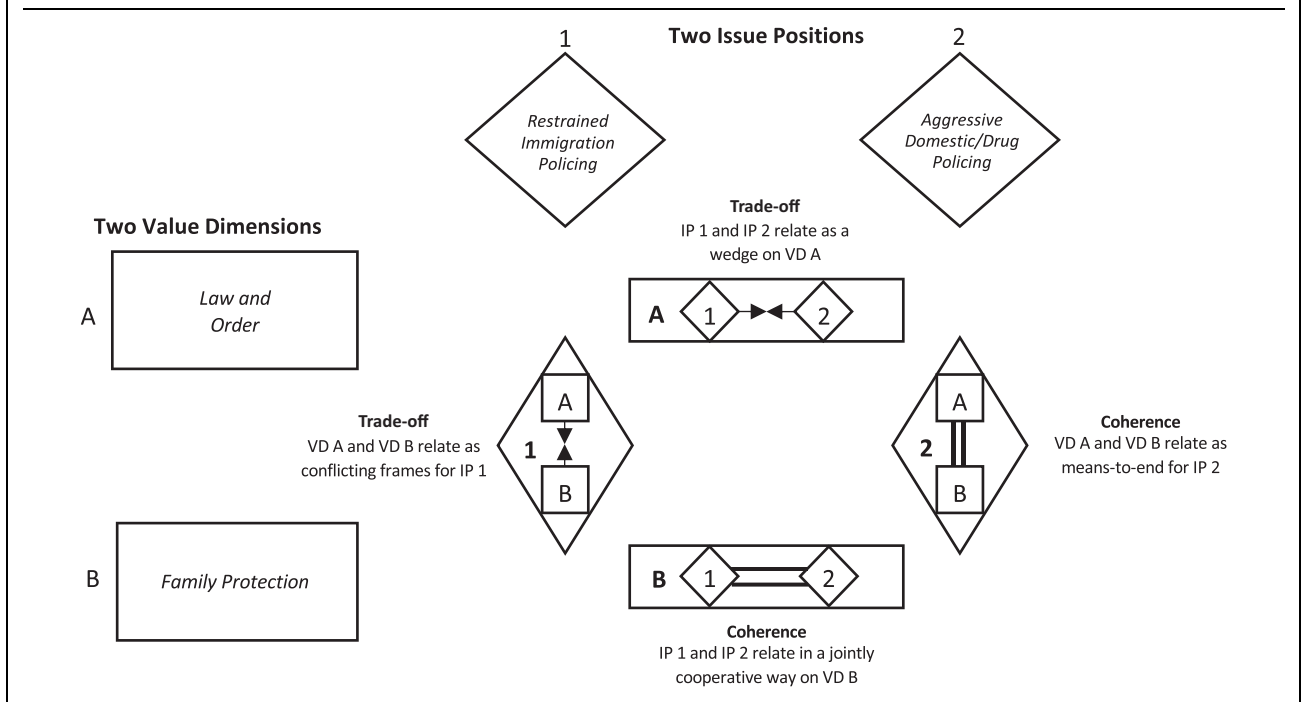 1
Two Issue Positions
2
Restrained
Immigration
Policing
Aggressive
Domestic/Drug
Policing
Two Value Dimensions
A
Law and
Order
Trade-off
IP 1 and IP 2 relate as a
wedge on VD A
A 1 2
Trade-off
VD A and VD B relate as
conflicting frames for IP 1
A
1
B
A
2
B
Coherence
VD A and VD B relate as
means-to-end for IP 2
B
Family Protection
B 1 2
Coherence
IP 1 and IP 2 relate in a jointly
cooperative way on VD B